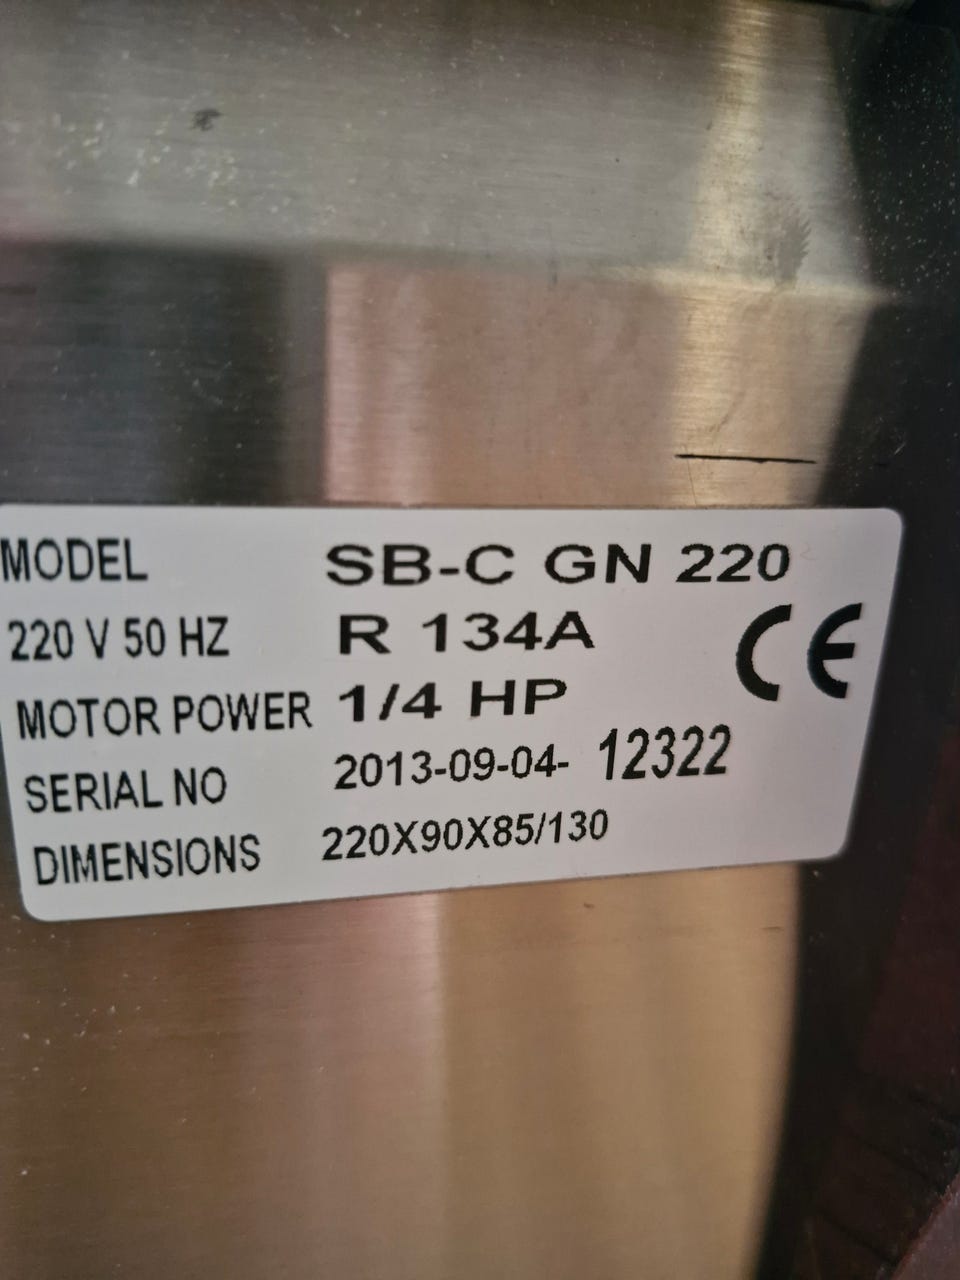 MODEL SB-C GN 220
220 V 50 HZ R 134A
CE
MOTOR POWER 1/4 HP
SERIAL NO 2013-09-04- 12322
DIMENSIONS 220X90X85/130